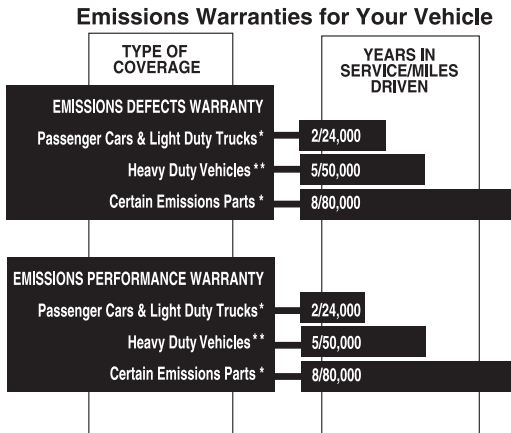 Emissions Warranties for Your Vehicle
TYPE OF
COVERAGE
YEARS IN
SERVICE/MILES
DRIVEN
EMISSIONS DEFECTS WARRANTY
Passenger Cars & Light Duty Trucks* 2/24,000
Heavy Duty Vehicles** 5/50,000
Certain Emissions Parts * 8/80,000
EMISSIONS PERFORMANCE WARRANTY
Passenger Cars & Light Duty Trucks* 2/24,000
Heavy Duty Vehicles** 5/50,000
Certain Emissions Parts * 8/80,000